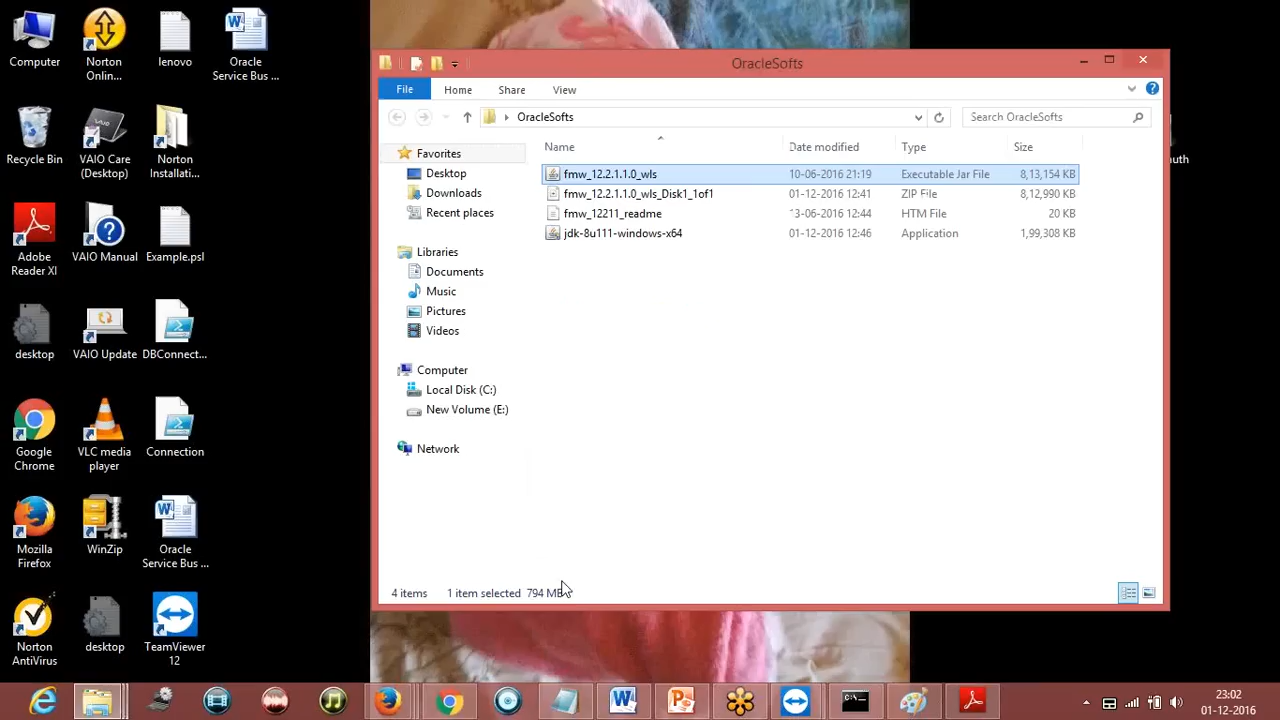 Computer
Norton Online...
lenovo
Oracle Service Bus ...
Recycle Bin
VAIO Care (Desktop)
Norton Installati...
Adobe Reader XI
VAIO Manual
Example.psl
desktop
VAIO Update
DBConnect...
Google Chrome
VLC media player
Connection
Mozilla Firefox
WinZip
Oracle Service Bus ...
Norton AntiVirus
desktop
TeamViewer 12
OracleSofts
File Home Share View
OracleSofts
Search OracleSofts
Name Date modified Type Size
fmw_12.2.1.1.0_wls 10-06-2016 21:19 Executable Jar File 8,13,154 KB
fmw_12.2.1.1.0_wls_Disk1_1of1 01-12-2016 12:41 ZIP File 8,12,990 KB
fmw_12211_readme 13-06-2016 12:44 HTM File 20 KB
jdk-8u111-windows-x64 01-12-2016 12:46 Application 1,99,308 KB
Favorites
Desktop
Downloads
Recent places
Libraries
Documents
Music
Pictures
Videos
Computer
Local Disk (C:)
New Volume (E:)
Network
4 items 1 item selected 794 MB
23:02
01-12-2016